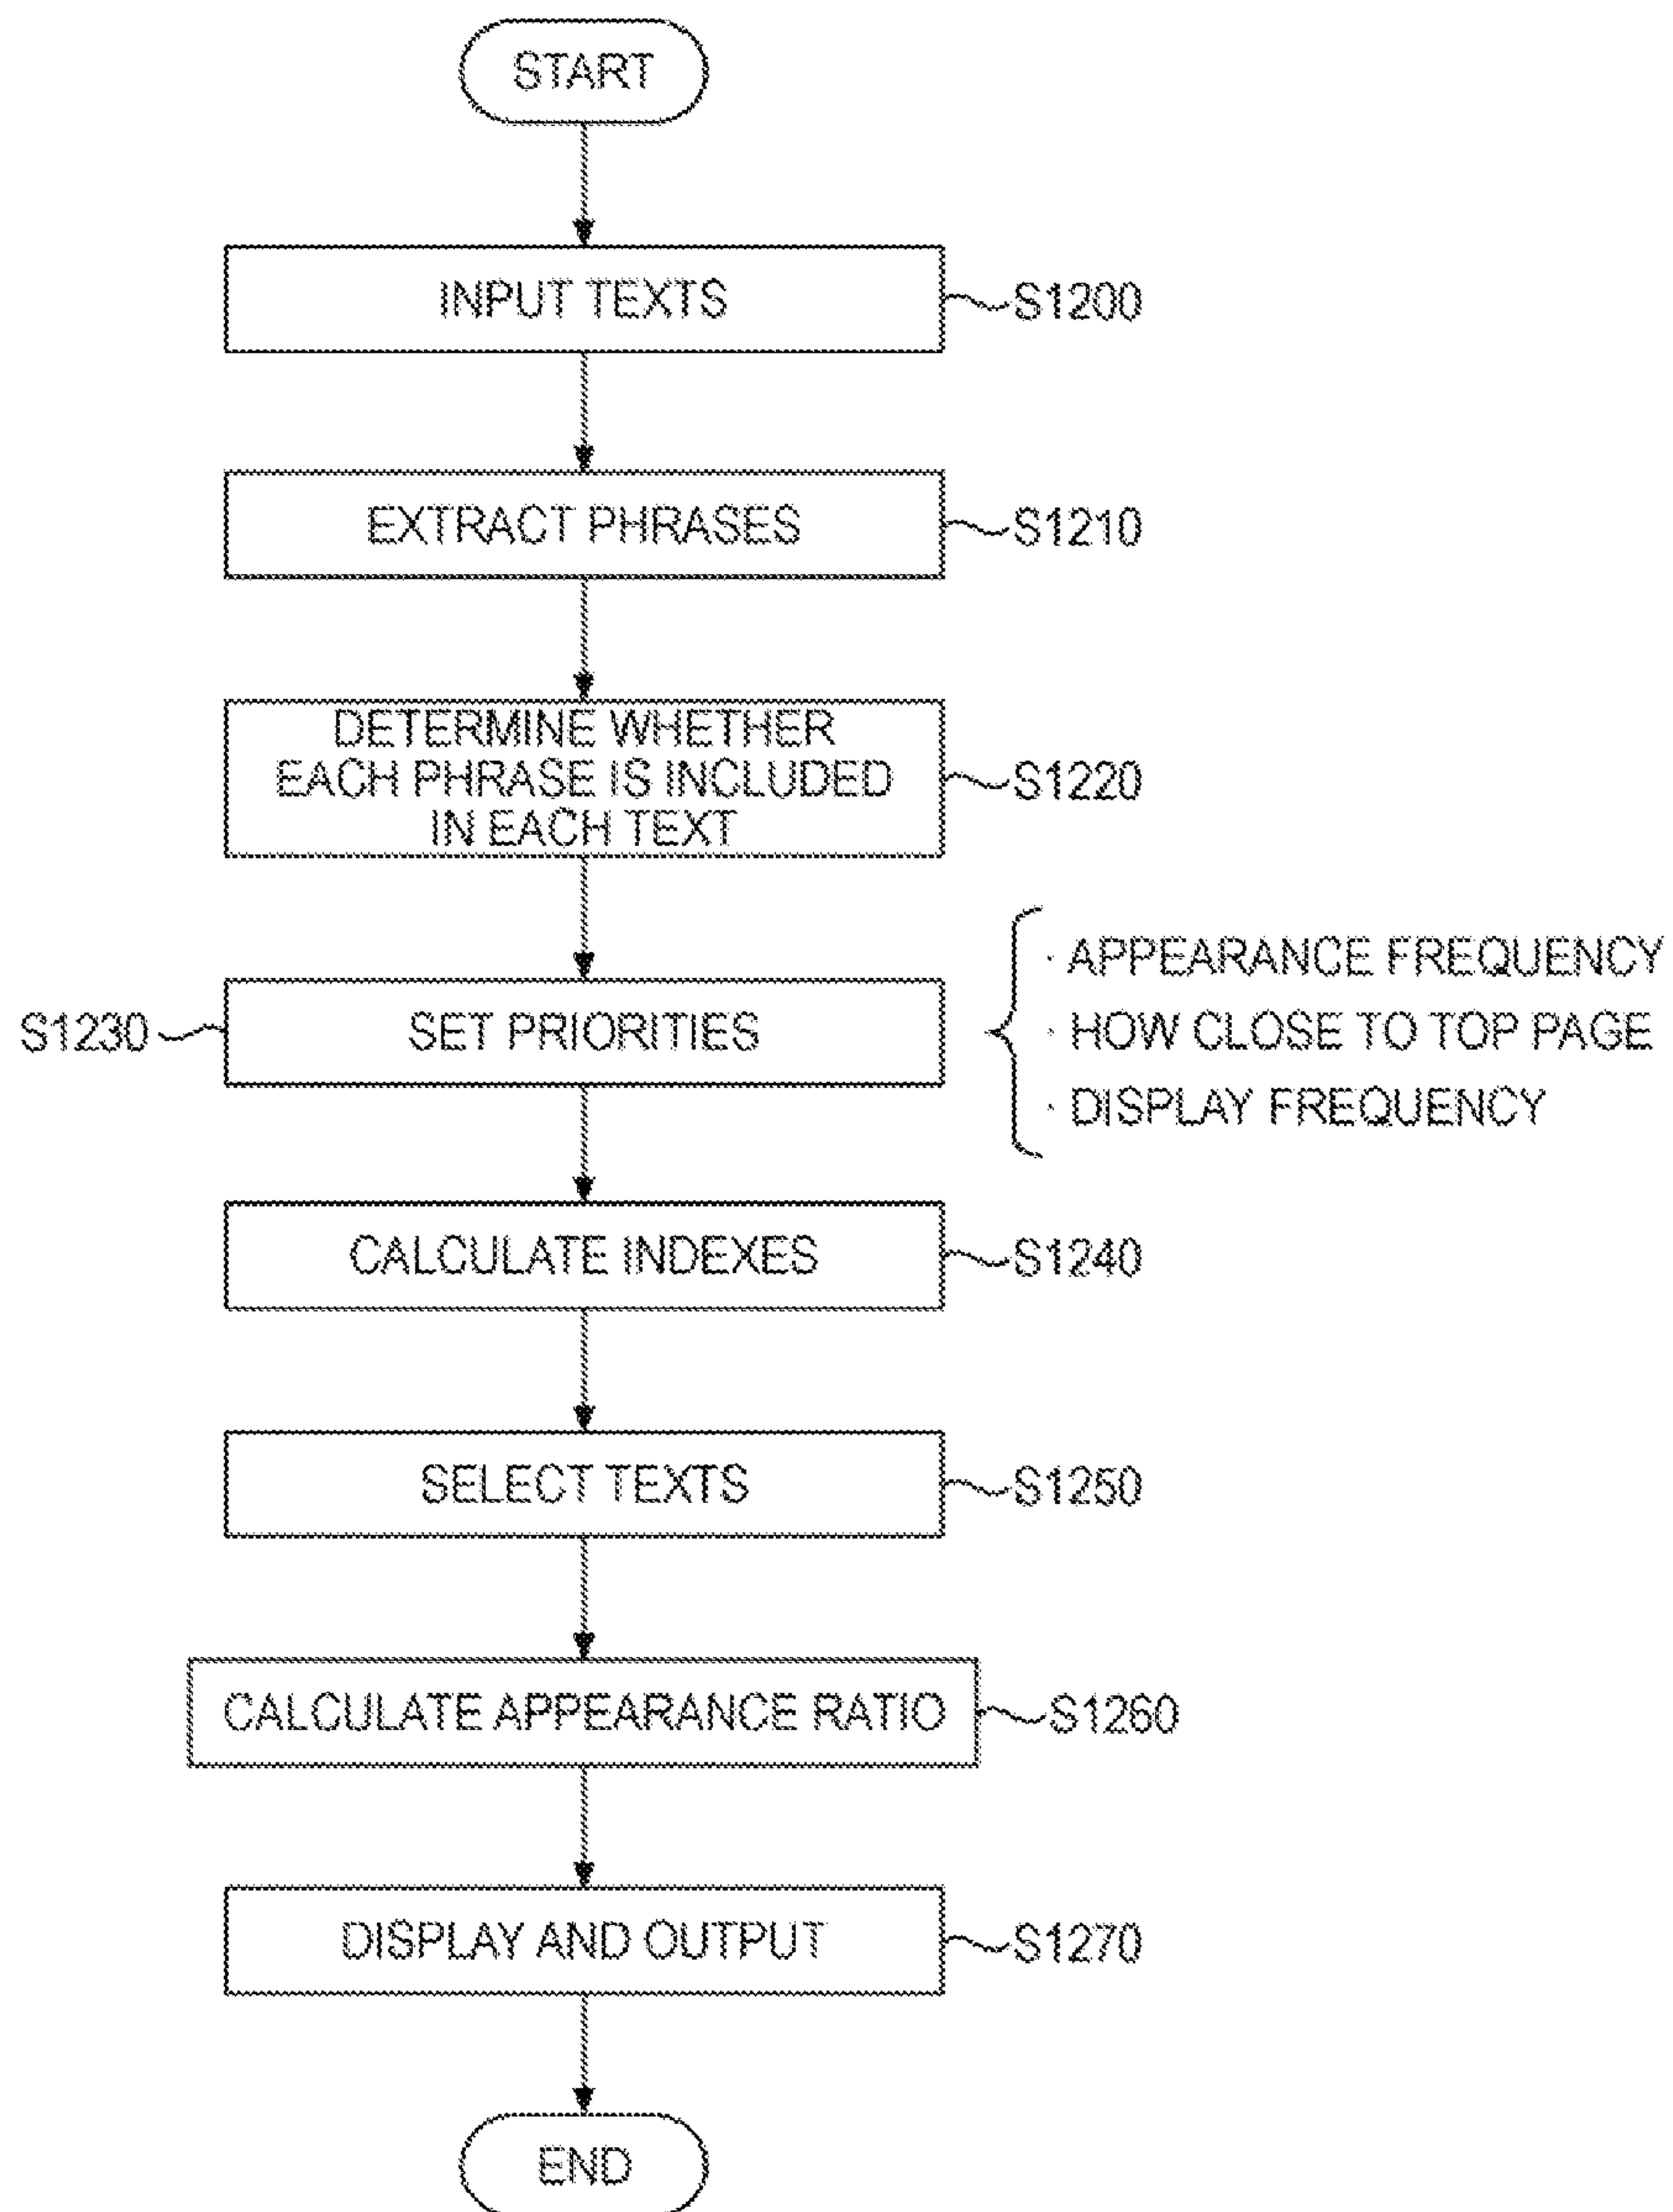 START
INPUT TEXTS
S1200
EXTRACT PHRASES
S1210
DETERMINE WHETHER
EACH PHRASE IS INCLUDED
IN EACH TEXT
S1220
S1230
SET PRIORITIES
· APPEARANCE FREQUENCY
· HOW CLOSE TO TOP PAGE
· DISPLAY FREQUENCY
CALCULATE INDEXES
S1240
SELECT TEXTS
S1250
CALCULATE APPEARANCE RATIO
S1260
DISPLAY AND OUTPUT
S1270
END